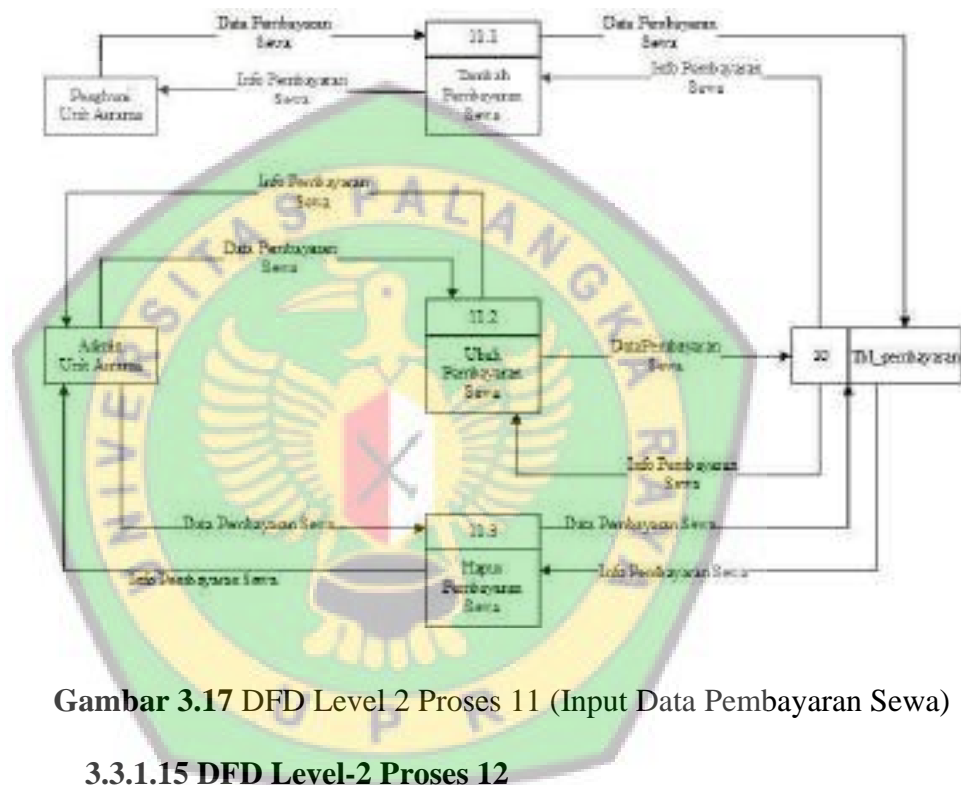 Data Pembayaran
Sewa
11.1
Data Pembayaran
Sewa
Info Pembayaran
Sewa
Tambah
Pembayaran
Sewa
Info Pembayaran
Sewa
Penghuni
Unit Asrama
Info Pembayaran
Sewa
UNIVERSITAS PALANGKA RAYA
Data Pembayaran
Sewa
11.2
Admin
Unit Asrama
Ubah
Pembayaran
Sewa
Data Pembayaran
Sewa
Tbl_pembayaran
Info Pembayaran
Sewa
Data Pembayaran Sewa
11.3
Data Pembayaran Sewa
Info Pembayaran Sewa
Hapus
Pembayaran
Sewa
Info Pembayaran Sewa
UPR
Gambar 3.17 DFD Level 2 Proses 11 (Input Data Pembayaran Sewa)
3.3.1.15 DFD Level-2 Proses 12